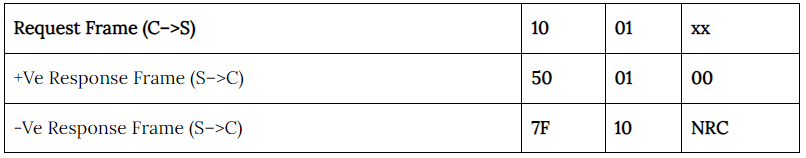 Request Frame (C–>S) 10 01 xx
+Ve Response Frame (S–>C) 50 01 00
-Ve Response Frame (S–>C) 7F 10 NRC